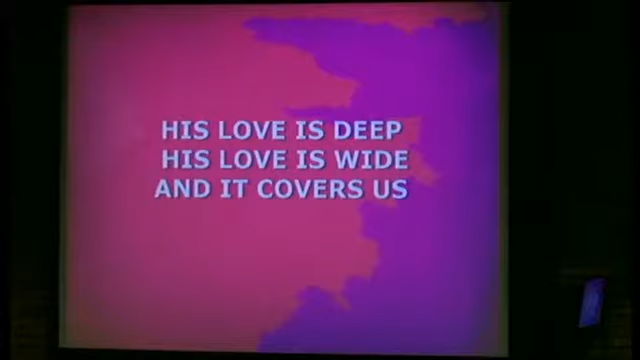 HIS LOVE IS DEEP
HIS LOVE IS WIDE
AND IT COVERS US